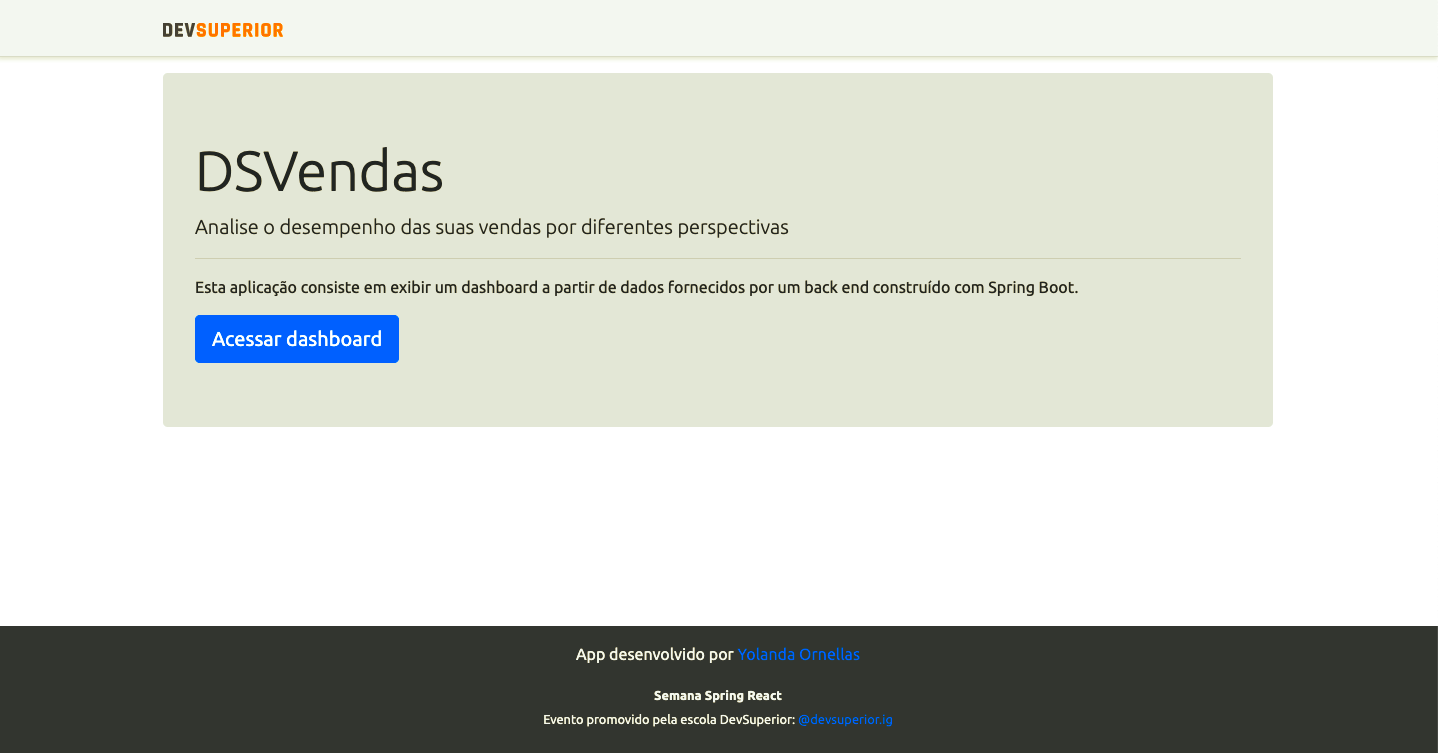 DEVSUPERIOR
DSVendas
Analise o desempenho das suas vendas por diferentes perspectivas
Esta aplicação consiste em exibir um dashboard a partir de dados fornecidos por um back end construído com Spring Boot.
Acessar dashboard
App desenvolvido por Yolanda Ornellas
Semana Spring React
Evento promovido pela escola DevSuperior: @devsuperior.ig